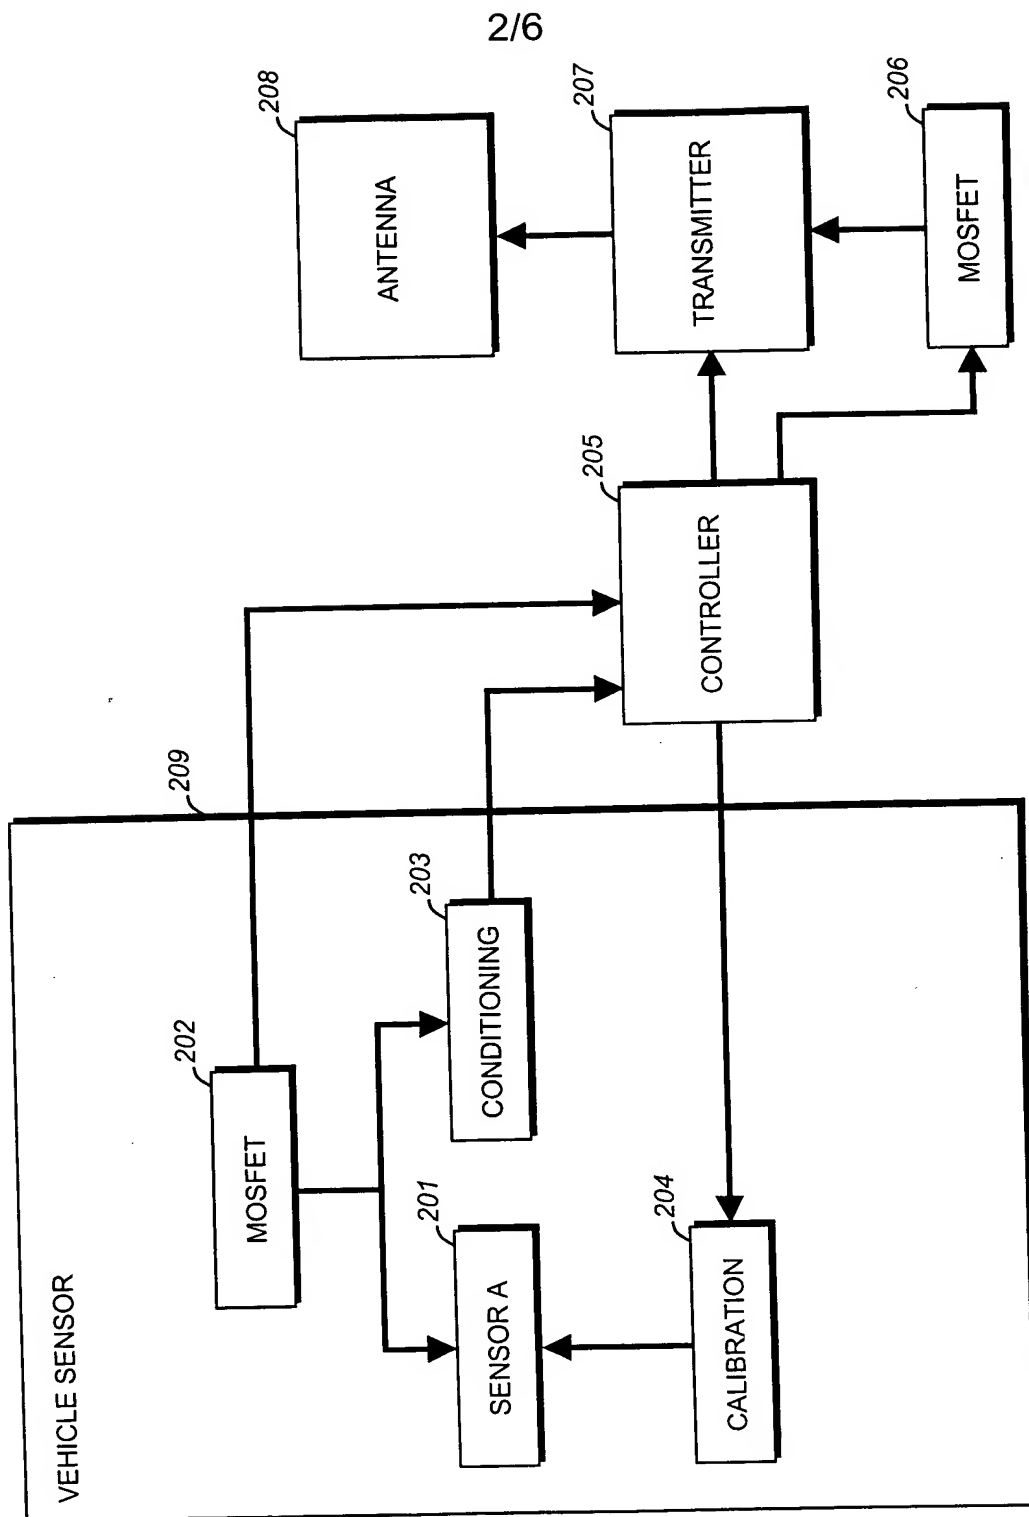 2/6
VEHICLE SENSOR
209
MOSFET
202
SENSOR A
201
CONDITIONING
203
CALIBRATION
204
CONTROLLER
205
ANTENNA
208
TRANSMITTER
207
MOSFET
206